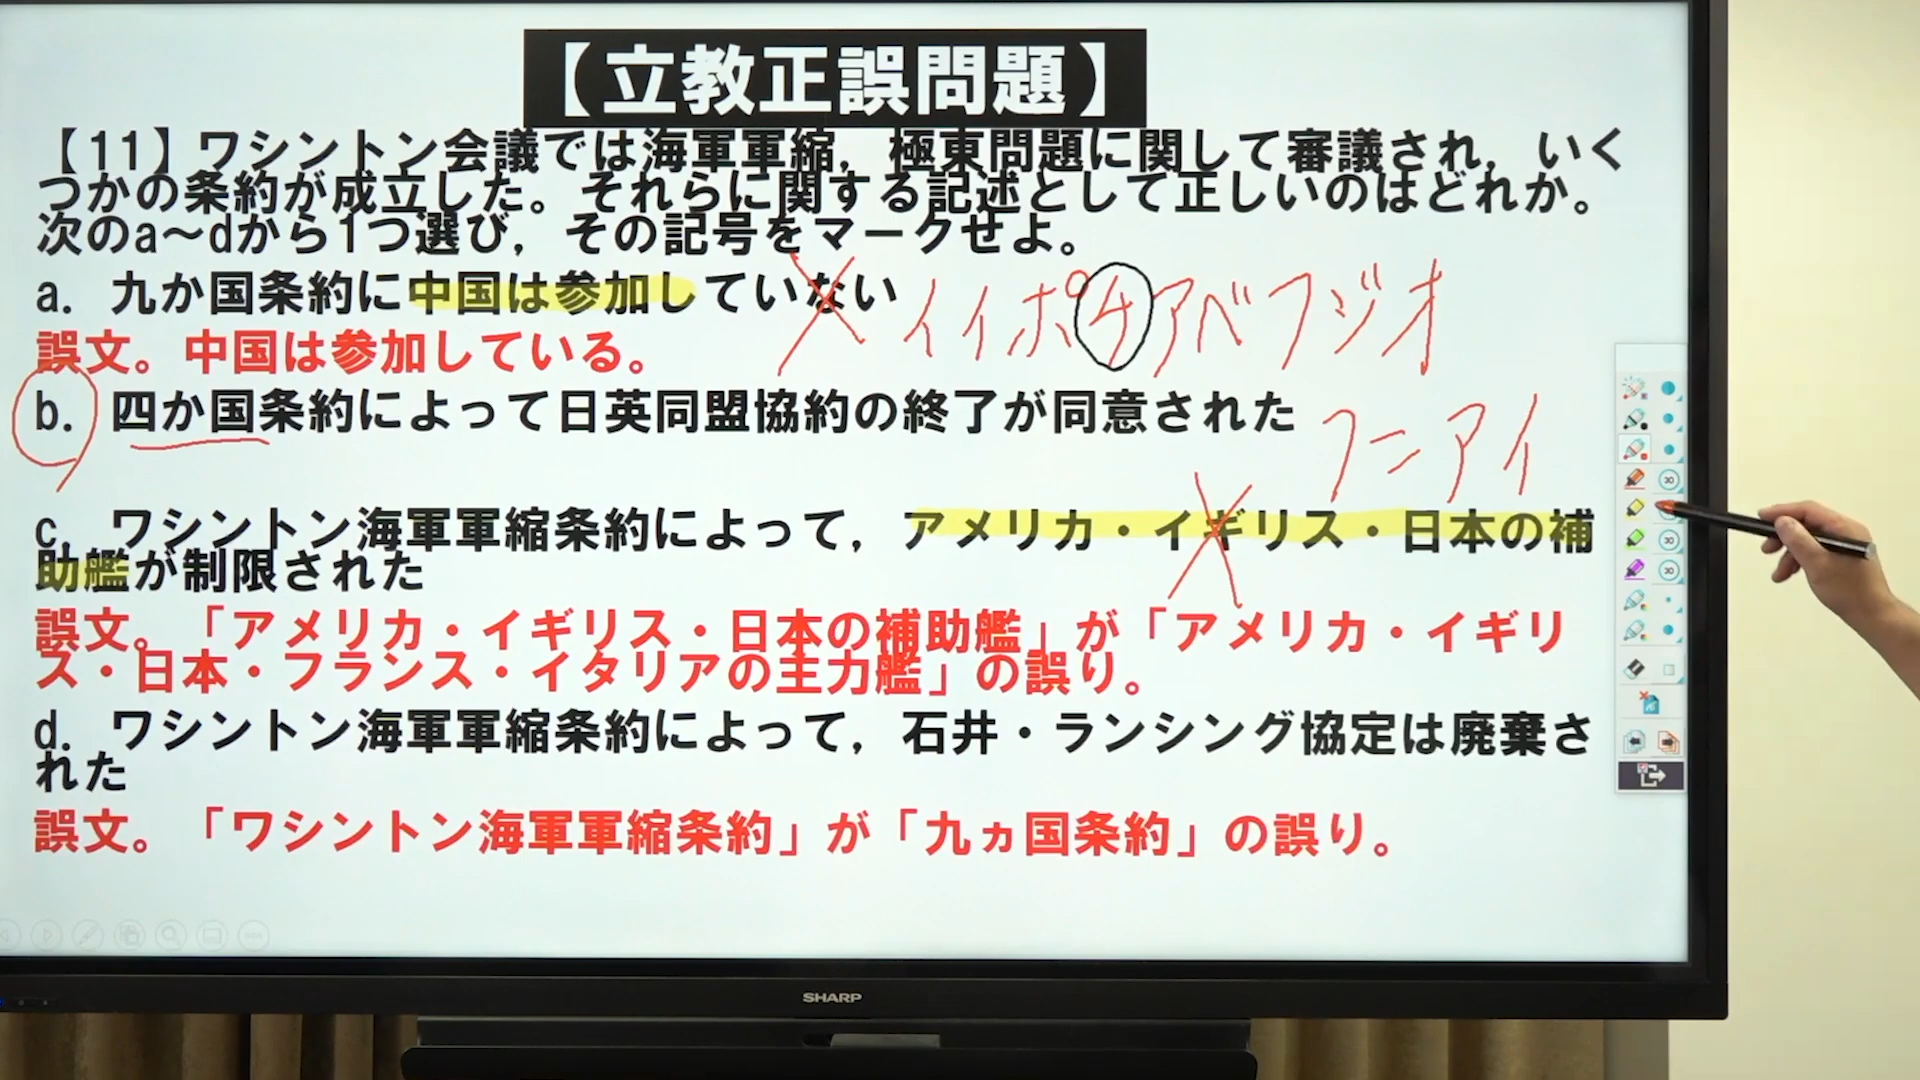 【立教正誤問題】
【11】ワシントン会議では海軍軍縮，極東問題に関して審議され，いく
つかの条約が成立した。それらに関する記述として正しいのはどれか。
次のa～dから1つ選び，その記号をマークせよ。
a．九か国条約に中国は参加していない
イイポチアベフジオ
誤文。中国は参加している。
b．四か国条約によって日英同盟協約の終了が同意された
フニアイ
c．ワシントン海軍軍縮条約によって，アメリカ・イギリス・日本の補
助艦が制限された
誤文。「アメリカ・イギリス・日本の補助艦」が「アメリカ・イギリ
ス・日本・フランス・イタリアの主力艦」の誤り。
d．ワシントン海軍軍縮条約によって，石井・ランシング協定は廃棄さ
れた
誤文。「ワシントン海軍軍縮条約」が「九ヵ国条約」の誤り。
SHARP